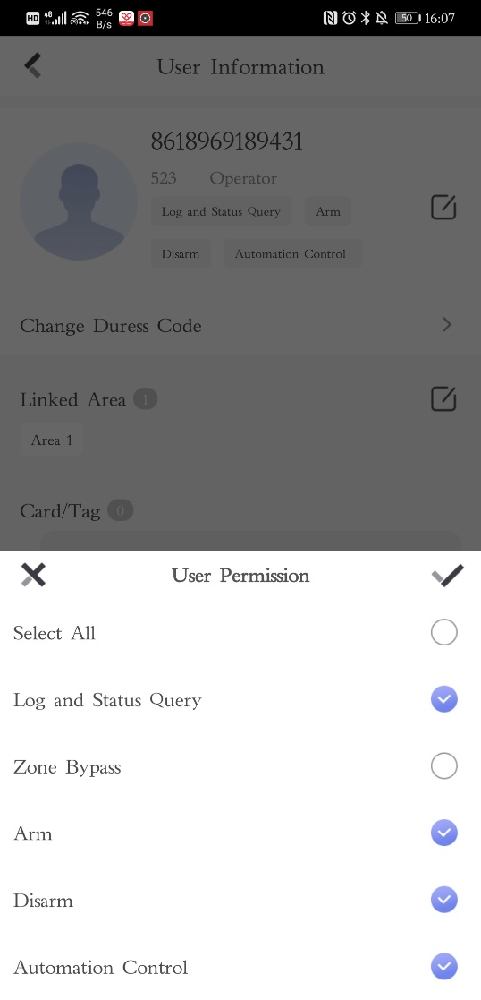 HD 4G 546 B/s 50 16:07
User Information
8618969189431
523 Operator
Log and Status Query Arm
Disarm Automation Control
Change Duress Code
Linked Area 1
Area 1
Card/Tag 0
User Permission
Select All
Log and Status Query
Zone Bypass
Arm
Disarm
Automation Control